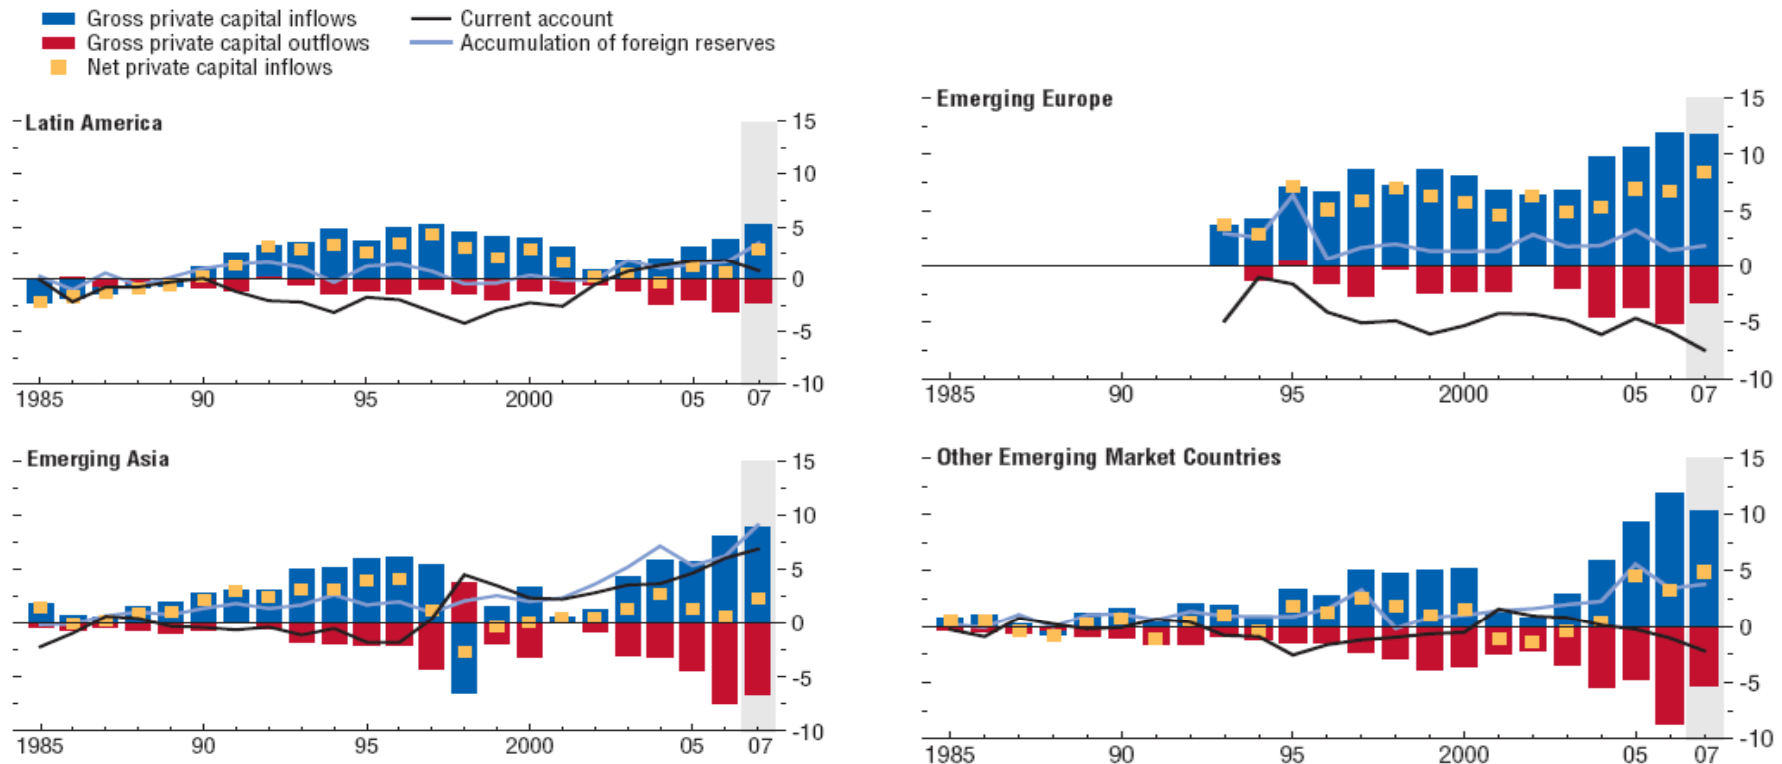 Gross private capital inflows
Gross private capital outflows
Net private capital inflows
Current account
Accumulation of foreign reserves
Latin America
15
10
5
0
-5
-10
1985 90 95 2000 05 07
Emerging Europe
15
10
5
0
-5
-10
1985 90 95 2000 05 07
Emerging Asia
15
10
5
0
-5
-10
1985 90 95 2000 05 07
Other Emerging Market Countries
15
10
5
0
-5
-10
1985 90 95 2000 05 07